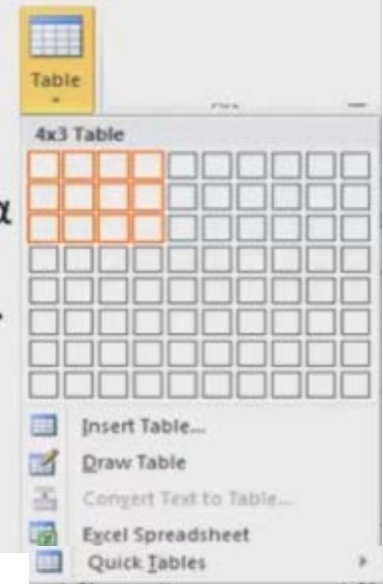 Table
4x3 Table
α
Insert Table...
Draw Table
Convert Text to Table...
Excel Spreadsheet
Quick Tables